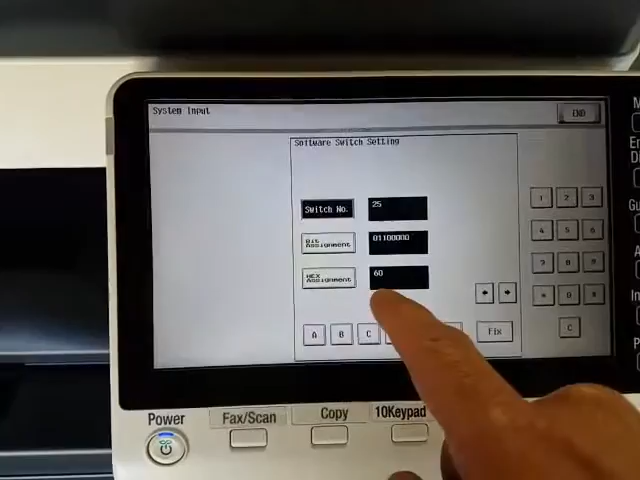 System Input
END
Software Switch Setting
Switch No.
25
Bit Assignment
01100000
HEX Assignment
60
1 2 3
4 5 6
7 8 9
* 0 #
A B C
Fix
C
Power
Fax/Scan
Copy
10Keypad